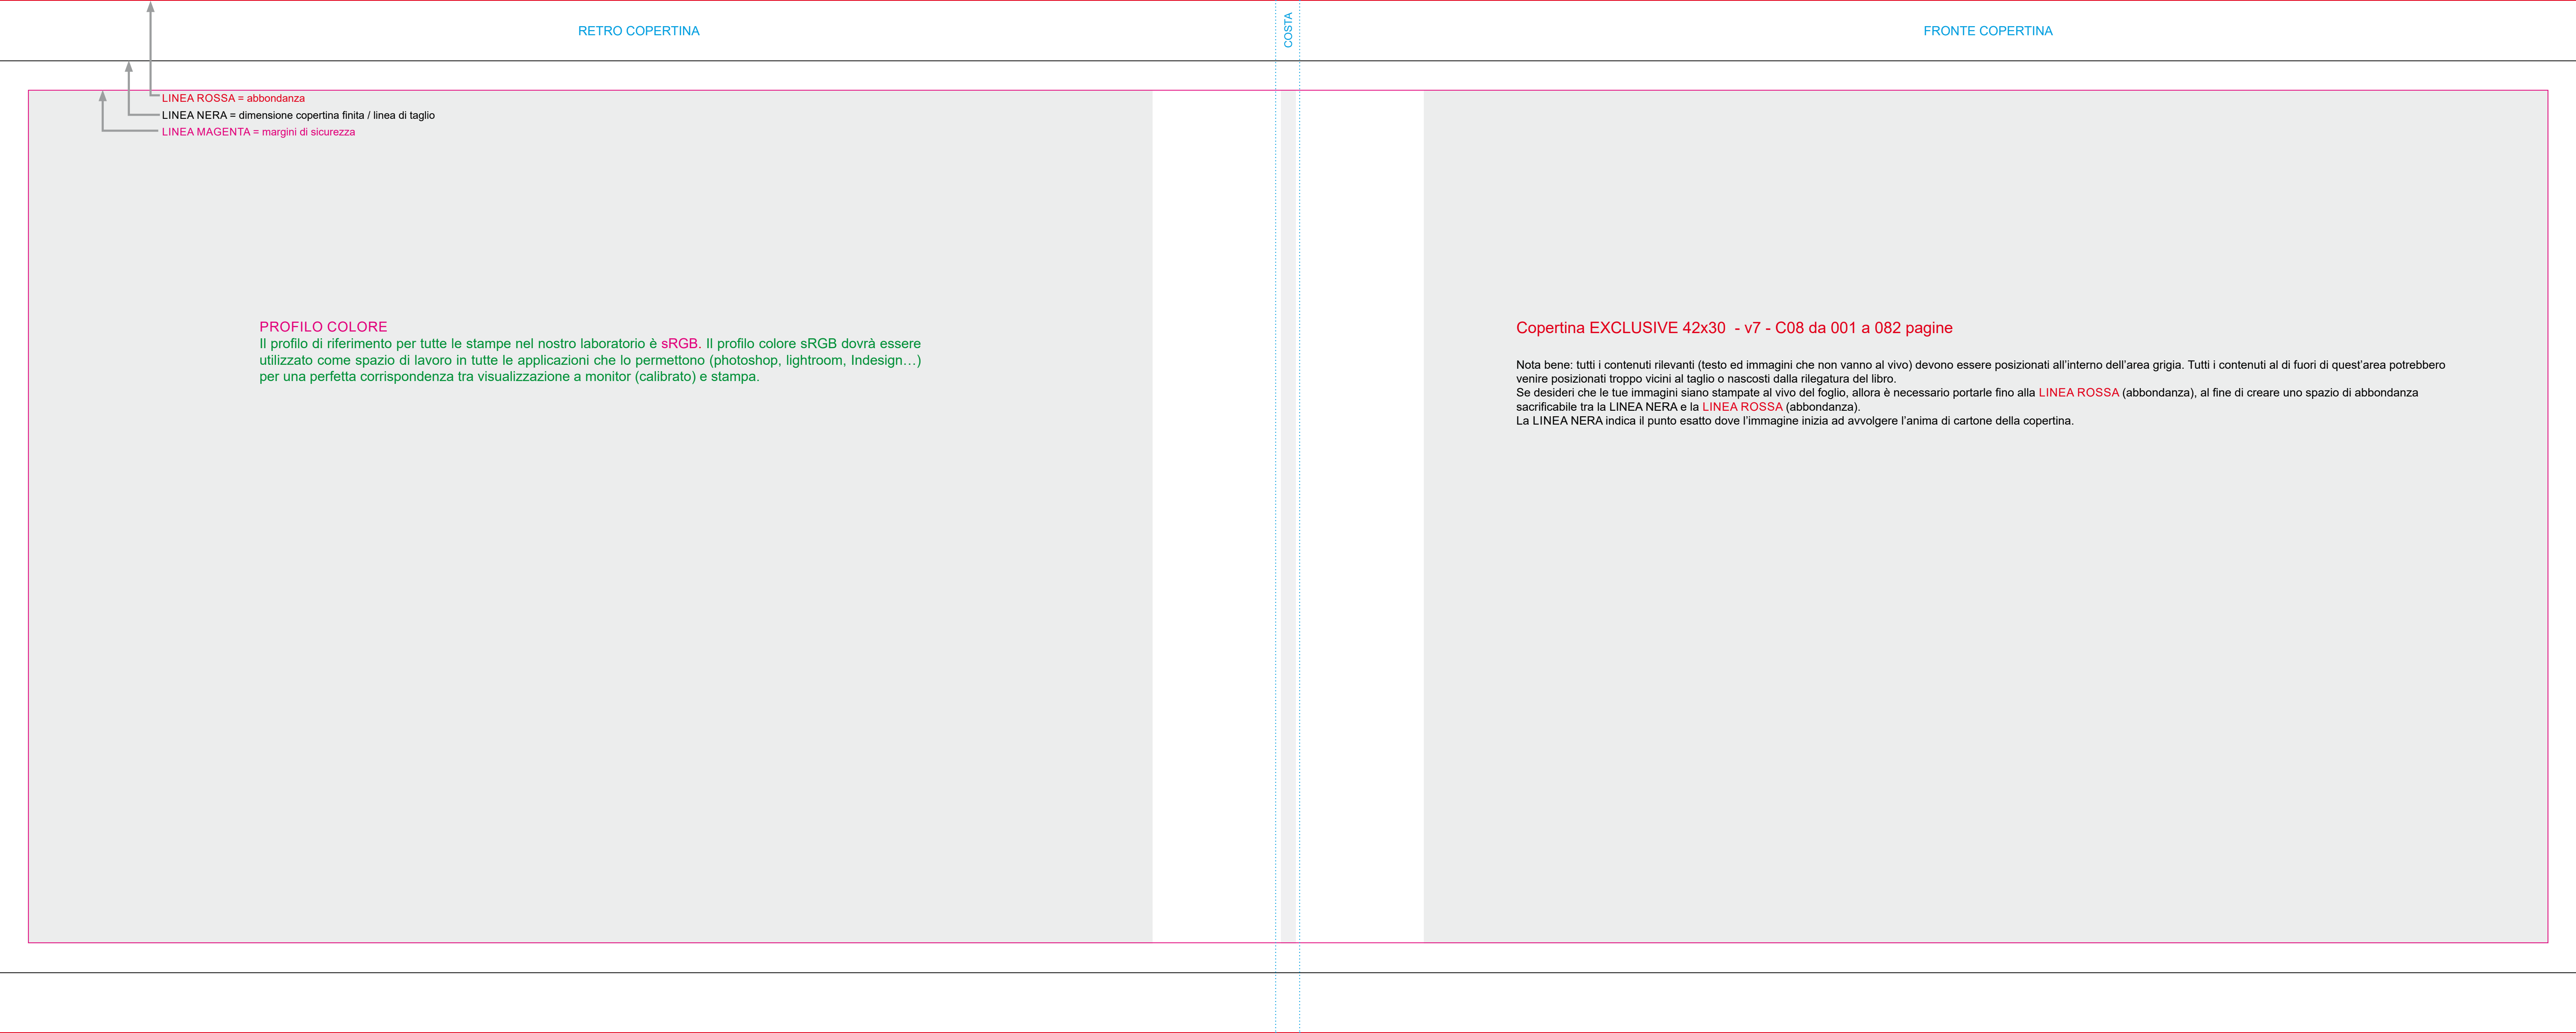 RETRO COPERTINA
COSTA
FRONTE COPERTINA
LINEA ROSSA = abbondanza
LINEA NERA = dimensione copertina finita / linea di taglio
LINEA MAGENTA = margini di sicurezza
PROFILO COLORE
Il profilo di riferimento per tutte le stampe nel nostro laboratorio è sRGB. Il profilo colore sRGB dovrà essere
utilizzato come spazio di lavoro in tutte le applicazioni che lo permettono (photoshop, lightroom, Indesign…)
per una perfetta corrispondenza tra visualizzazione a monitor (calibrato) e stampa.
Copertina EXCLUSIVE 42x30  - v7 - C08 da 001 a 082 pagine
Nota bene: tutti i contenuti rilevanti (testo ed immagini che non vanno al vivo) devono essere posizionati all’interno dell’area grigia. Tutti i contenuti al di fuori di quest’area potrebbero
venire posizionati troppo vicini al taglio o nascosti dalla rilegatura del libro.
Se desideri che le tue immagini siano stampate al vivo del foglio, allora è necessario portarle fino alla LINEA ROSSA (abbondanza), al fine di creare uno spazio di abbondanza
sacrificabile tra la LINEA NERA e la LINEA ROSSA (abbondanza).
La LINEA NERA indica il punto esatto dove l’immagine inizia ad avvolgere l’anima di cartone della copertina.